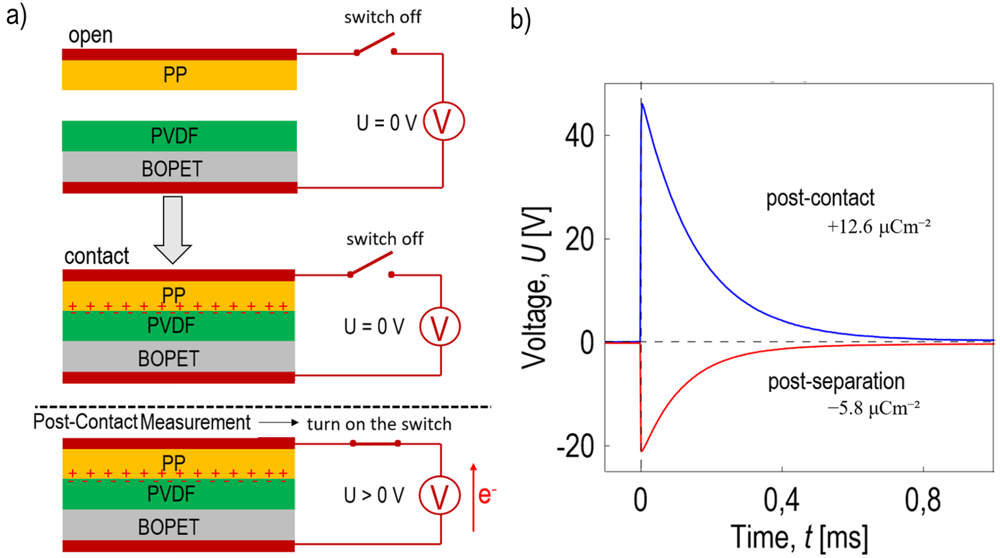 a)
open
switch off
PP
U = 0 V
V
PVDF
BOPET
contact
switch off
PP
+ + + + + + + + + + + + +
- - - - - - - - - - - - - -
PVDF
U = 0 V
V
BOPET
Post-Contact Measurement → turn on the switch
PP
+ + + + + + + + + + + + +
- - - - - - - - - - - - - -
PVDF
U > 0 V
V
e⁻
BOPET
b)
40
20
0
-20
Voltage, U [V]
post-contact
+12.6 µCm⁻²
post-separation
−5.8 µCm⁻²
0
0,4
0,8
Time, t [ms]